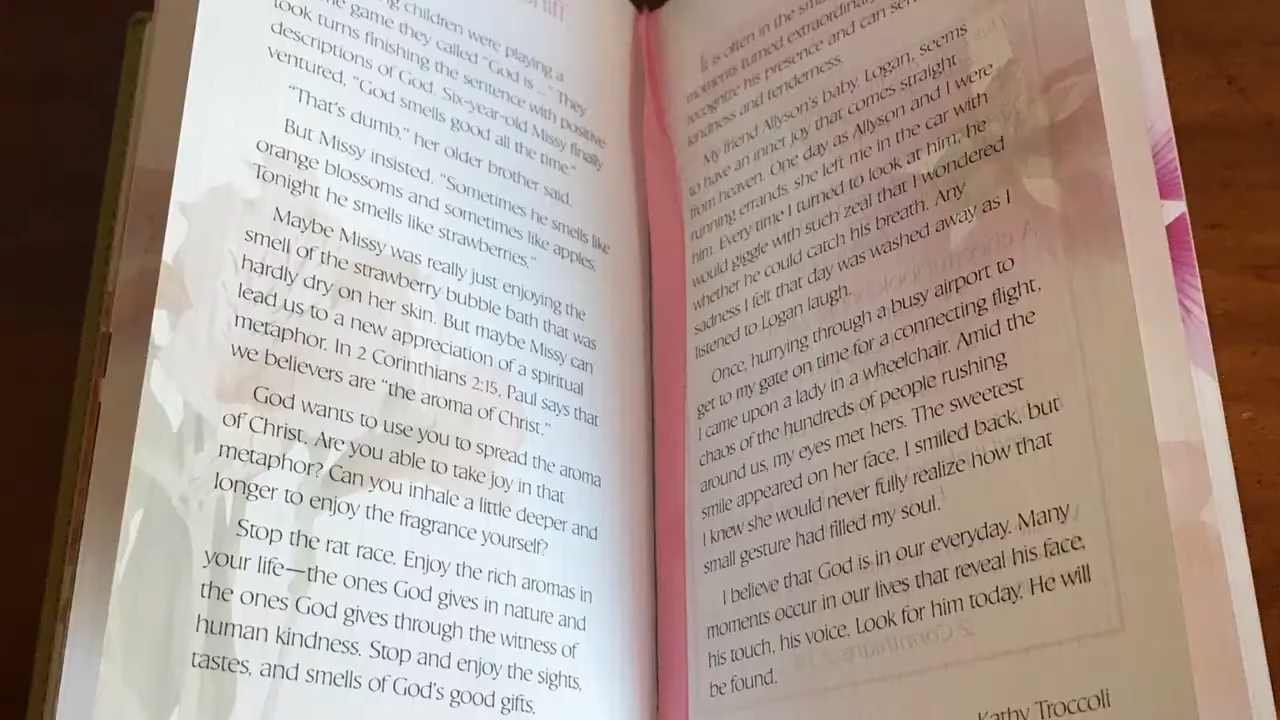 children were playing a
game they called "God is ..." They
took turns finishing the sentence with positive
descriptions of God. Six-year-old Missy finally
ventured, "God smells good all the time."
"That's dumb," her older brother said.
But Missy insisted. "Sometimes he smells like
orange blossoms and sometimes like apples.
Tonight he smells like strawberries."
Maybe Missy was really just enjoying the
smell of the strawberry bubble bath that was
hardly dry on her skin. But maybe Missy can
lead us to a new appreciation of a spiritual
metaphor. In 2 Corinthians 2:15, Paul says that
we believers are "the aroma of Christ."
God wants to use you to spread the aroma
of Christ. Are you able to take joy in that
metaphor? Can you inhale a little deeper and
longer to enjoy the fragrance yourself?
Stop the rat race. Enjoy the rich aromas in
your life—the ones God gives in nature and
the ones God gives through the witness of
human kindness. Stop and enjoy the sights,
tastes, and smells of God's good gifts.
It is often in the
moments turned extraordinary
recognize his presence and can
kindness and tenderness.
My friend Allyson's baby, Logan, seems
to have an inner joy that comes straight
from heaven. One day as Allyson and I were
running errands, she left me in the car with
him. Every time I turned to look at him, he
would giggle with such zeal that I wondered
whether he could catch his breath. Any
sadness I felt that day was washed away as I
listened to Logan laugh.
Once, hurrying through a busy airport to
get to my gate on time for a connecting flight,
I came upon a lady in a wheelchair. Amid the
chaos of the hundreds of people rushing
around us, my eyes met hers. The sweetest
smile appeared on her face. I smiled back, but
I knew she would never fully realize how that
small gesture had filled my soul.
I believe that God is in our everyday. Many
moments occur in our lives that reveal his face,
his touch, his voice. Look for him today. He will
be found.
Kathy Troccoli